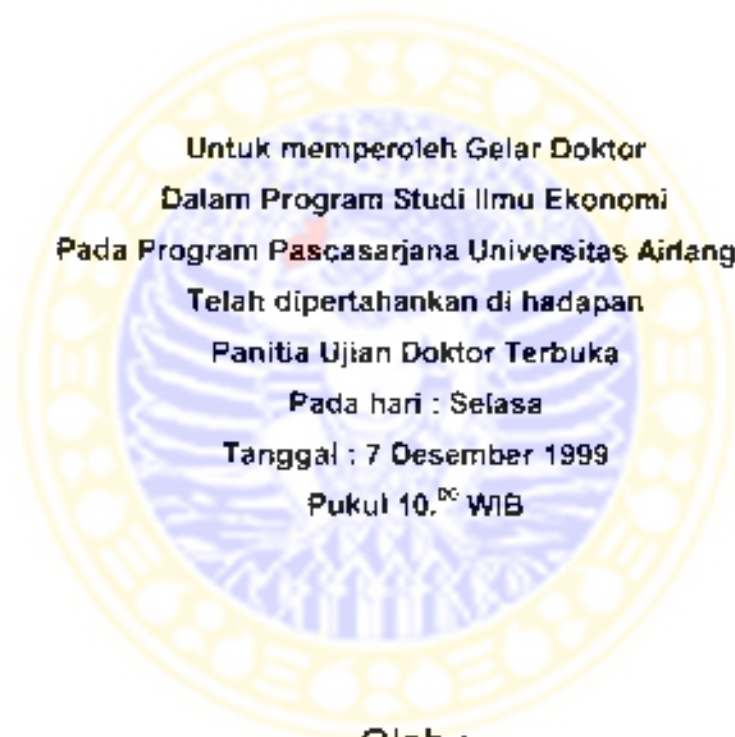 Untuk memperoleh Gelar Doktor
Dalam Program Studi Ilmu Ekonomi
Pada Program Pascasarjana Universitas Airlang
Telah dipertahankan di hadapan
Panitia Ujian Doktor Terbuka
Pada hari : Selasa
Tanggal : 7 Desember 1999
Pukul 10.00 WIB
Oleh :